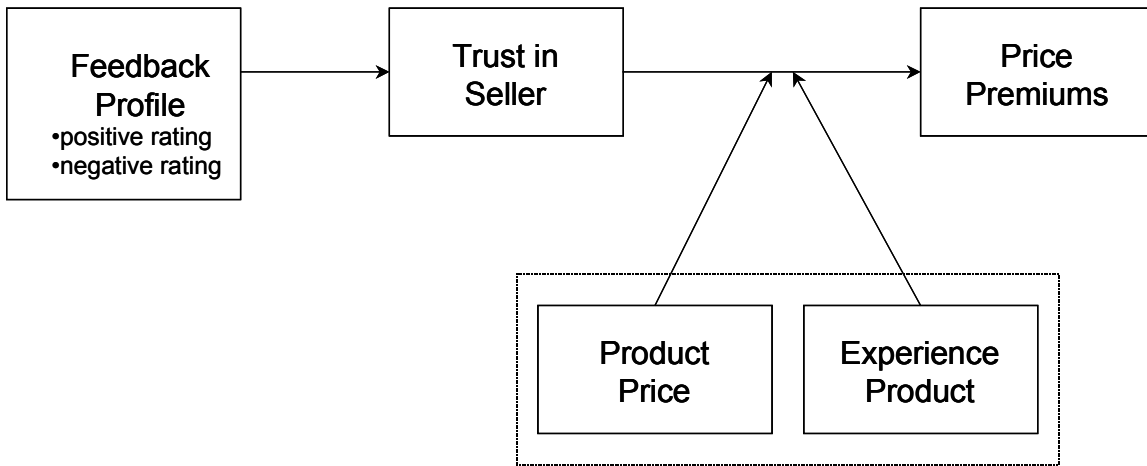 Feedback
Profile
•positive rating
•negative rating
Trust in
Seller
Price
Premiums
Product
Price
Experience
Product